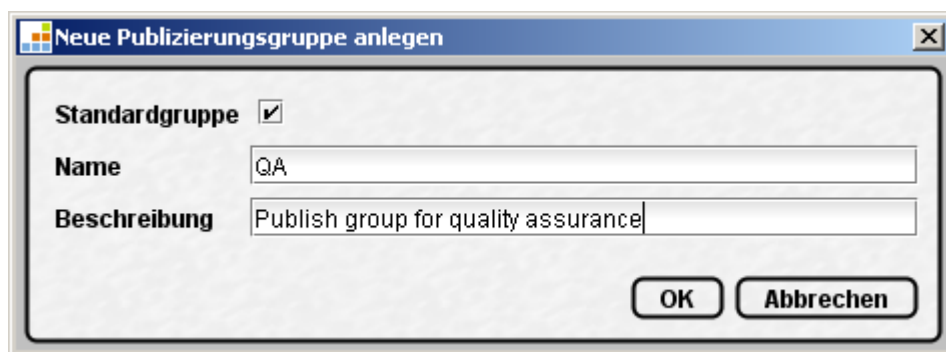 Neue Publizierungsgruppe anlegen
Standardgruppe
Name QA
Beschreibung Publish group for quality assurance
OK Abbrechen